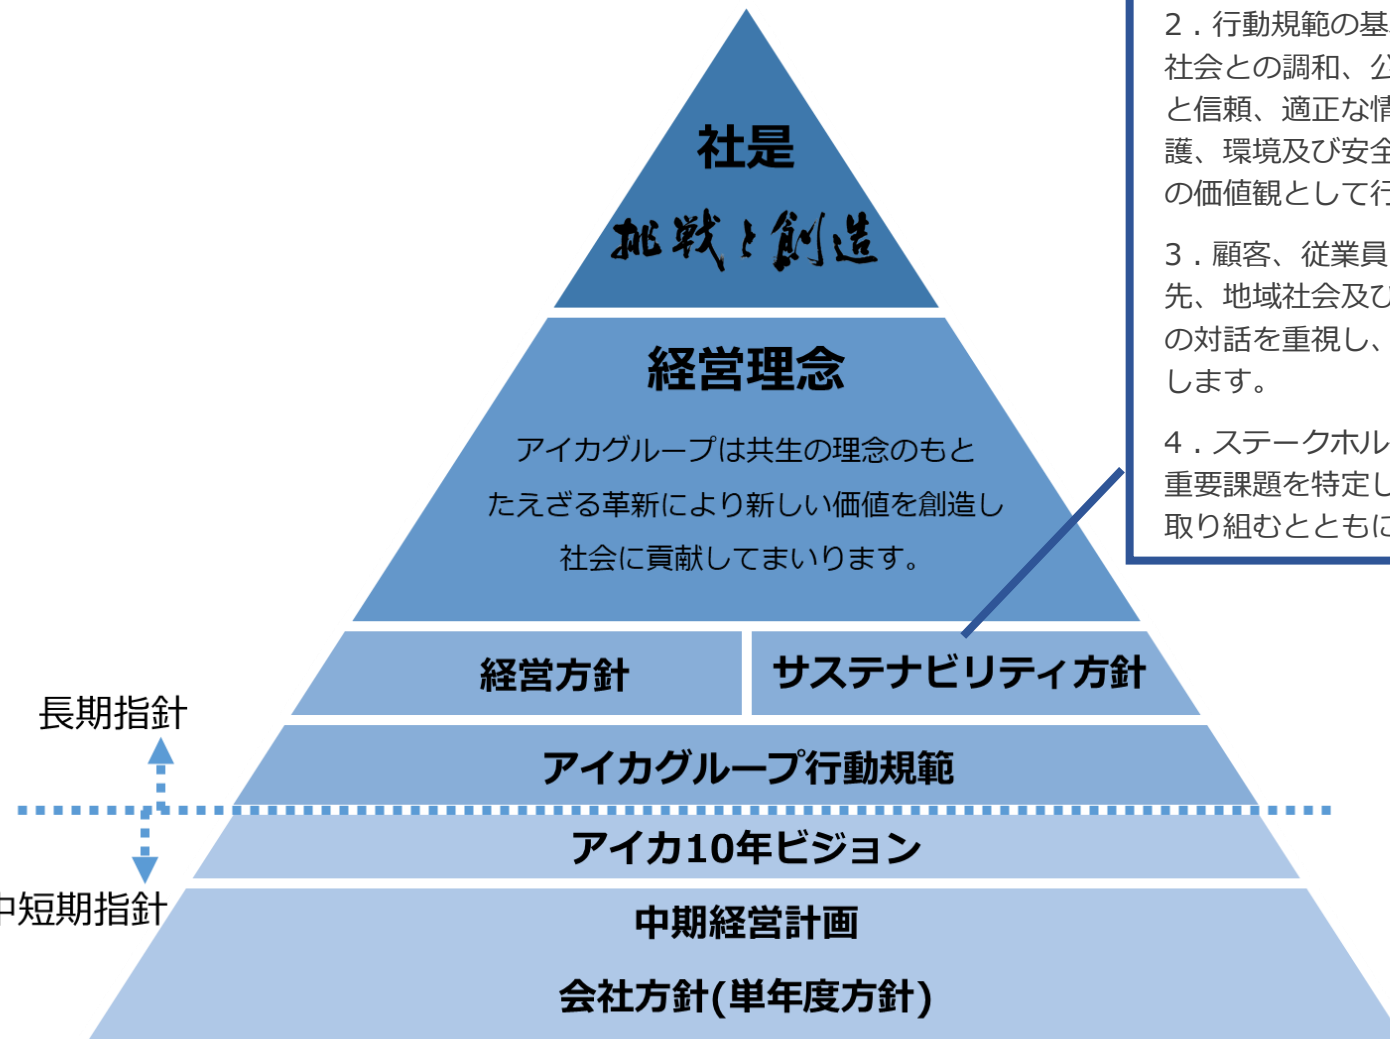 社是
挑戦と創造
経営理念
アイカグループは共生の理念のもと
たえざる革新により新しい価値を創造し
社会に貢献してまいります。
経営方針
サステナビリティ方針
アイカグループ行動規範
アイカ10年ビジョン
中期経営計画
会社方針(単年度方針)
長期指針
中短期指針
2．行動規範の基
社会との調和、公
と信頼、適正な情
護、環境及び安全
の価値観として行
3．顧客、従業員
先、地域社会及び
の対話を重視し、
します。
4．ステークホル
重要課題を特定し
取り組むとともに